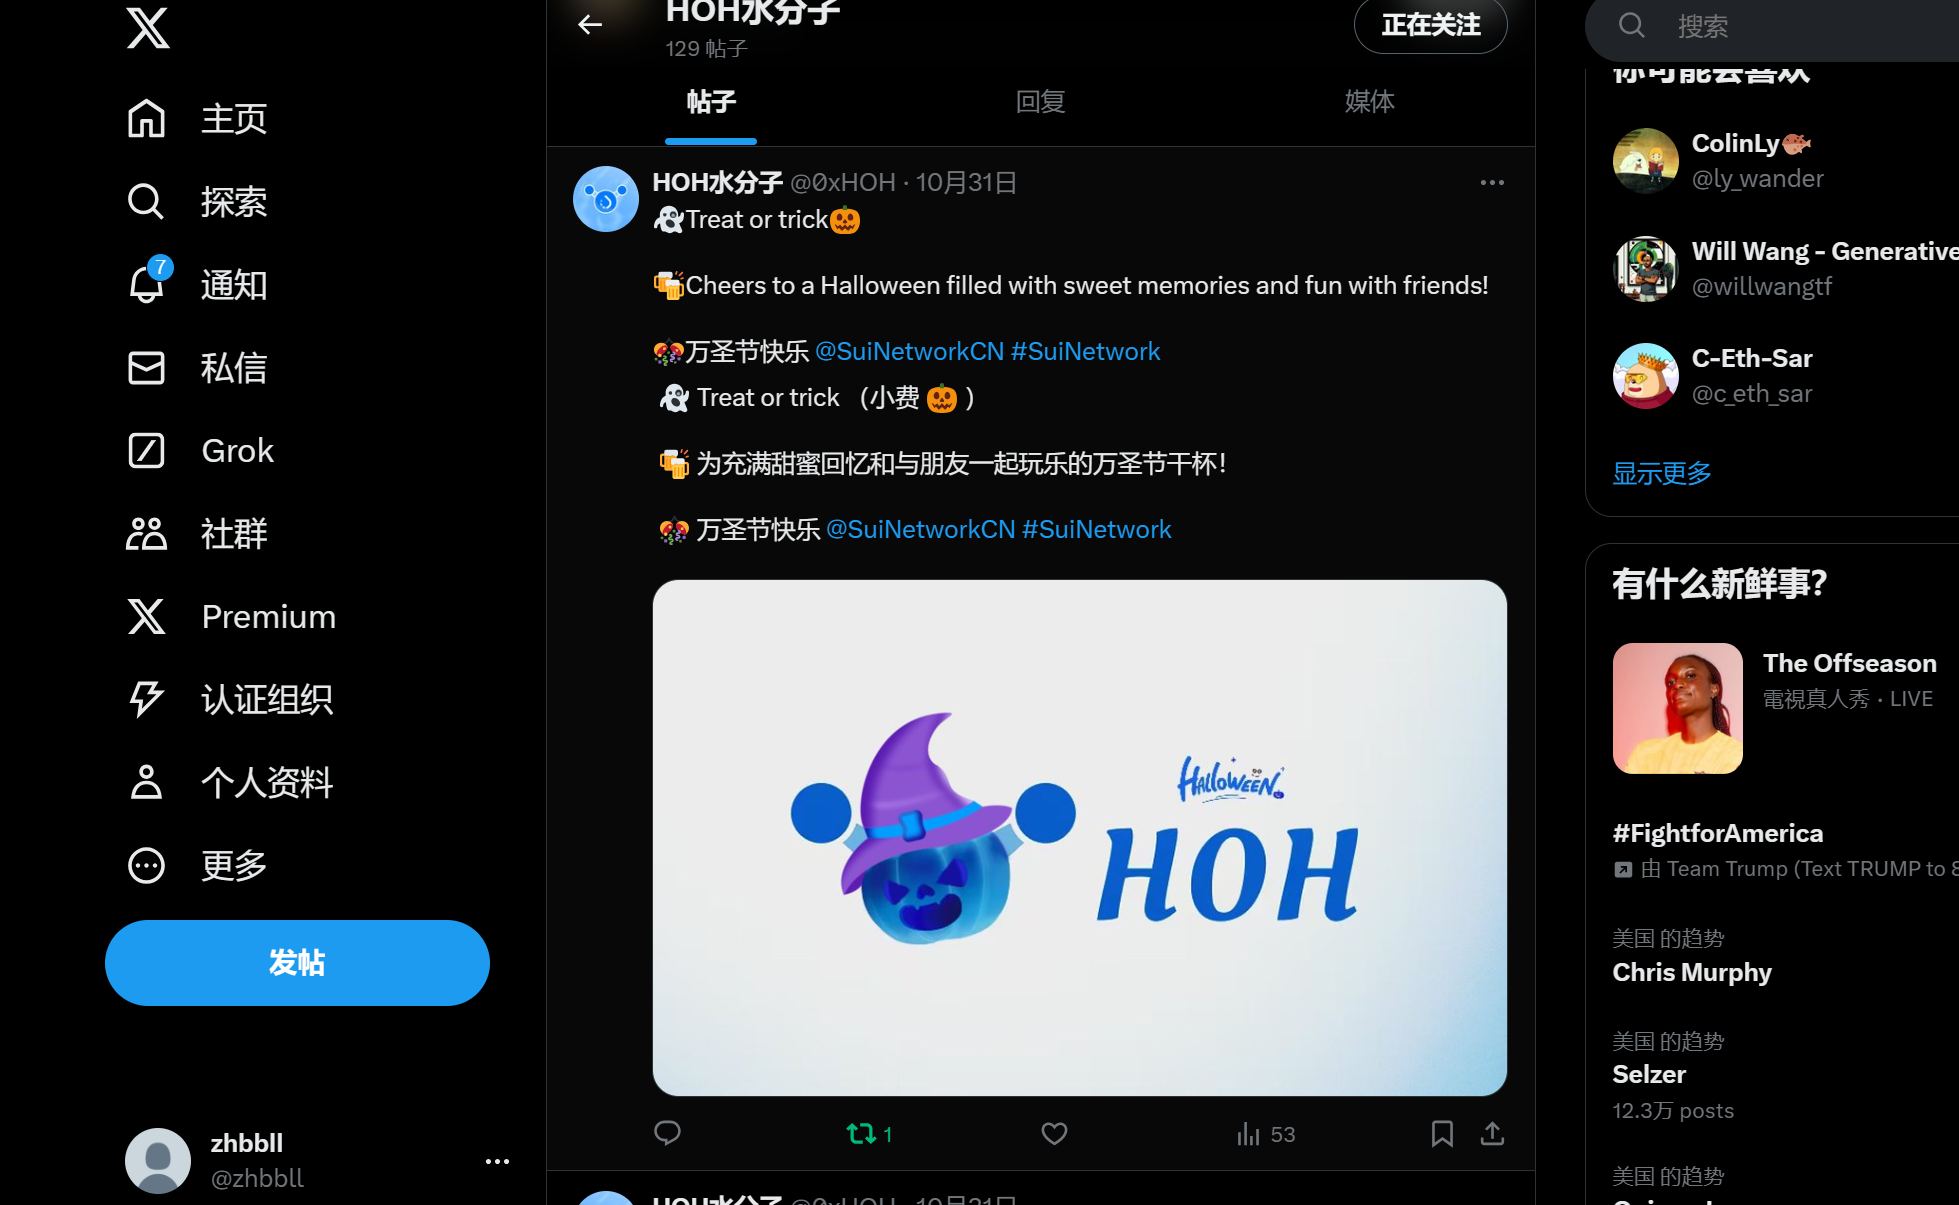 主页
探索
7
通知
私信
Grok
社群
Premium
认证组织
个人资料
更多
发帖
zhbbll
@zhbbll
HOH水分子
129 帖子
正在关注
帖子
回复
媒体
HOH水分子 @0xHOH · 10月31日
👻Treat or trick🎃
🍻Cheers to a Halloween filled with sweet memories and fun with friends!
🎊万圣节快乐 @SuiNetworkCN #SuiNetwork
👻 Treat or trick （小费 🎃 ）
🍻 为充满甜蜜回忆和与朋友一起玩乐的万圣节干杯！
🎊 万圣节快乐 @SuiNetworkCN #SuiNetwork
HALLOWEEN
HOH
1
53
HOH水分子 @0xHOH · 10月31日
搜索
你可能会喜欢
ColinLy🐡
@ly_wander
Will Wang - Generative
@willwangtf
C-Eth-Sar
@c_eth_sar
显示更多
有什么新鲜事？
The Offseason
電視真人秀 · LIVE
#FightforAmerica
由 Team Trump (Text TRUMP to 8
美国 的趋势
Chris Murphy
美国 的趋势
Selzer
12.3万 posts
美国 的趋势